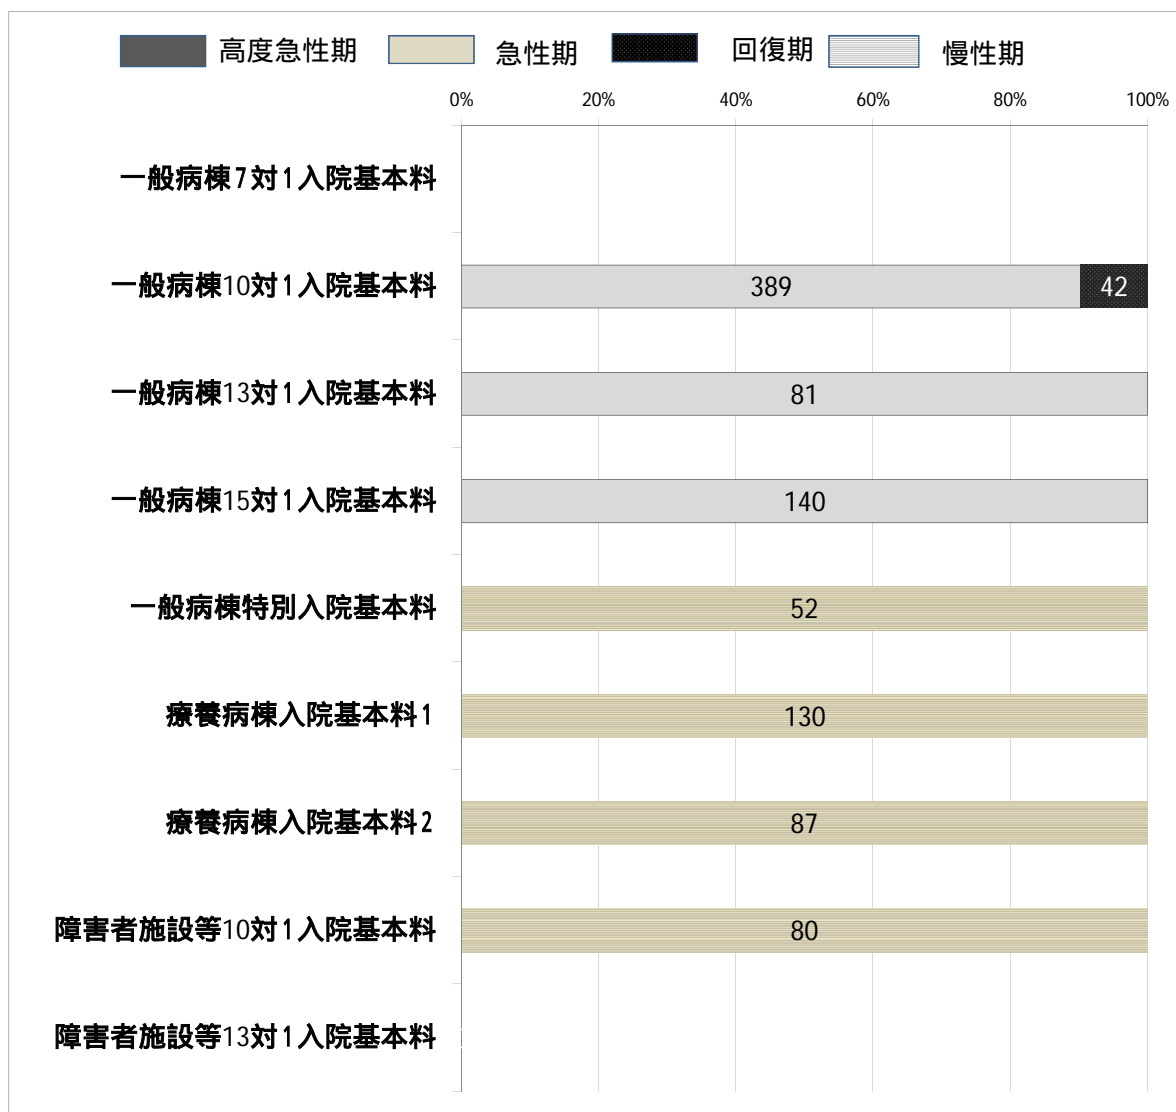 高度急性期 急性期 回復期 慢性期
0% 20% 40% 60% 80% 100%
一般病棟7対1入院基本料
一般病棟10対1入院基本料 389 42
一般病棟13対1入院基本料 81
一般病棟15対1入院基本料 140
一般病棟特別入院基本料 52
療養病棟入院基本料1 130
療養病棟入院基本料2 87
障害者施設等10対1入院基本料 80
障害者施設等13対1入院基本料